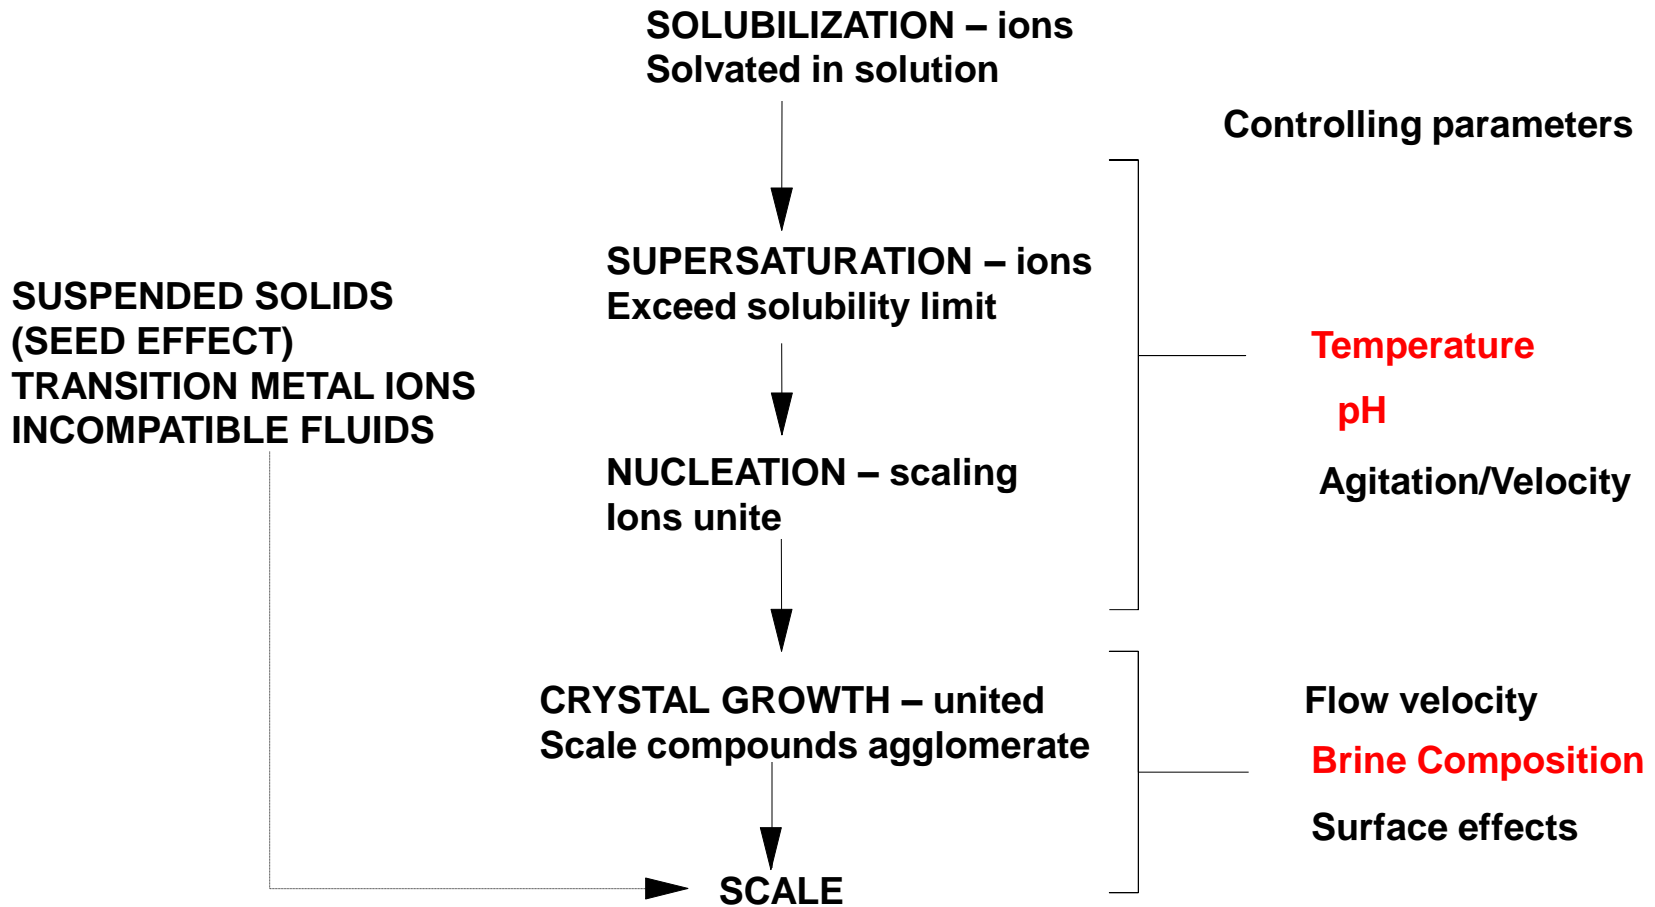 SOLUBILIZATION – ions
Solvated in solution
Controlling parameters
SUPERSATURATION – ions
Exceed solubility limit
SUSPENDED SOLIDS
(SEED EFFECT)
TRANSITION METAL IONS
INCOMPATIBLE FLUIDS
Temperature
pH
Agitation/Velocity
NUCLEATION – scaling
Ions unite
CRYSTAL GROWTH – united
Scale compounds agglomerate
Flow velocity
Brine Composition
Surface effects
SCALE